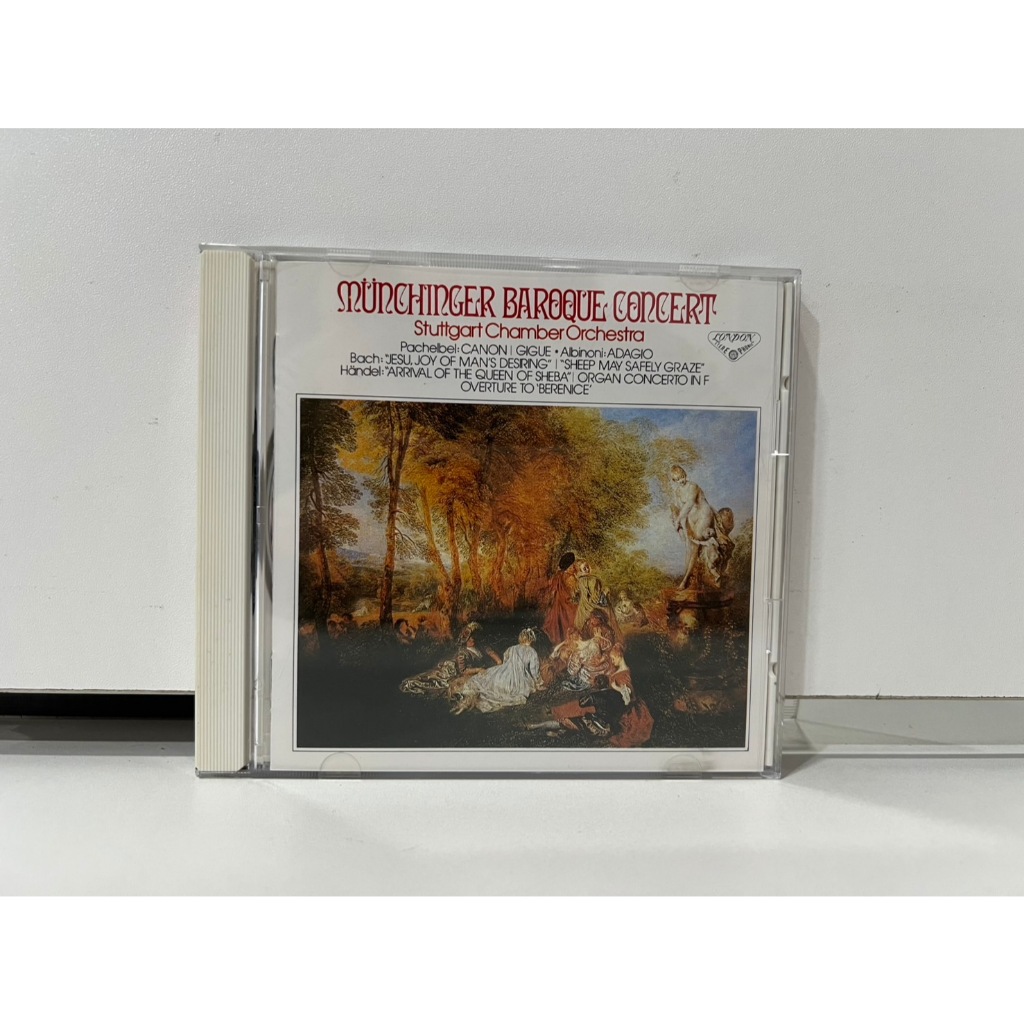 MÜNCHINGER BAROQUE CONCERT
Stuttgart Chamber Orchestra
Pachelbel: CANON | GIGUE • Albinoni: ADAGIO
Bach: "JESU, JOY OF MAN'S DESIRING" | "SHEEP MAY SAFELY GRAZE"
Händel: "ARRIVAL OF THE QUEEN OF SHEBA" | ORGAN CONCERTO IN F
OVERTURE TO 'BERENICE'
LONDON